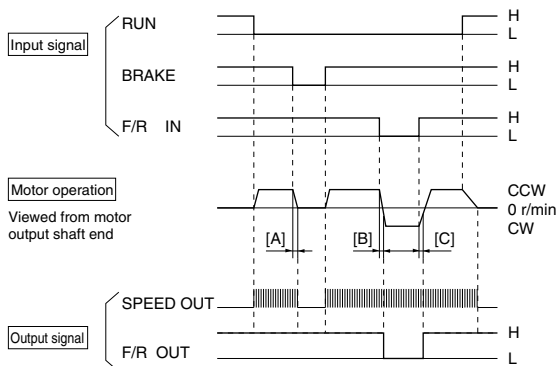 Input signal
RUN
H
L
BRAKE
H
L
F/R IN
H
L
Motor operation
Viewed from motor
output shaft end
CCW
0 r/min
CW
[A]
[B]
[C]
Output signal
SPEED OUT
F/R OUT
H
L